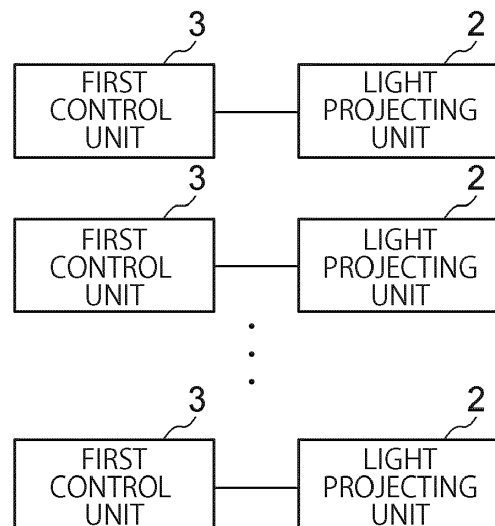 3
2
FIRST
CONTROL
UNIT
LIGHT
PROJECTING
UNIT
3
2
FIRST
CONTROL
UNIT
LIGHT
PROJECTING
UNIT
3
2
FIRST
CONTROL
UNIT
LIGHT
PROJECTING
UNIT